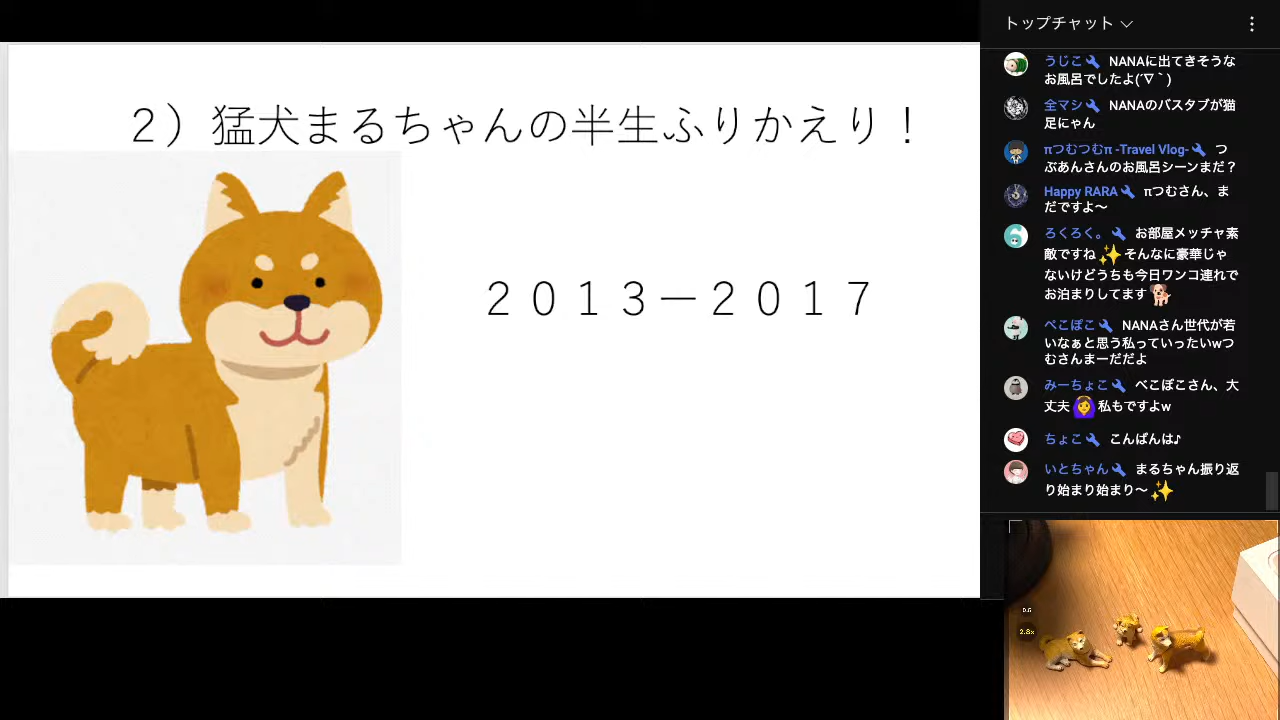 ２）猛犬まるちゃんの半生ふりかえり！
２０１３－２０１７
トップチャット
うじこ NANAに出てきそうな
お風呂でしたよ(´∇｀)
全マシ NANAのバスタブが猫
足にゃん
πつむつむπ -Travel Vlog- つ
ぶあんさんのお風呂シーンまだ？
Happy RARA πつむさん、ま
だですよ〜
ろくろく。 お部屋メッチャ素
敵ですね✨そんなに豪華じゃ
ないけどうちも今日ワンコ連れで
お泊まりしてます🐕
ぺこぽこ NANAさん世代が若
いなぁと思う私っていったいwつ
むさんまーだだよ
みーちょこ ぺこぽこさん、大
丈夫🙆‍♀️私もですよw
ちょこ こんばんは♪
いとちゃん まるちゃん振り返
り始まり始まり〜✨
0.6
2.8x